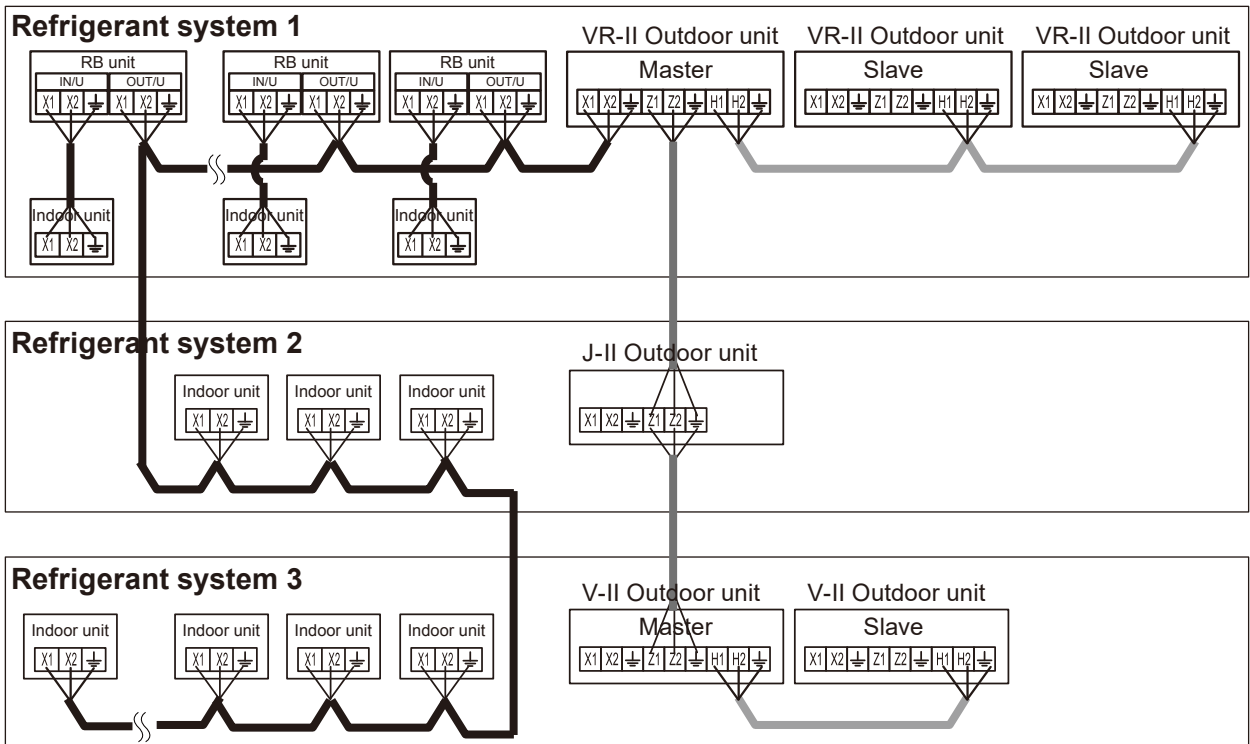 Refrigerant system 1
VR-II Outdoor unit VR-II Outdoor unit VR-II Outdoor unit
RB unit RB unit RB unit Master Slave Slave
IN/U OUT/U IN/U OUT/U IN/U OUT/U
X1 X2 X1 X2 X1 X2 X1 X2 X1 X2 X1 X2 X1 X2 Z1 Z2 H1 H2 X1 X2 Z1 Z2 H1 H2 X1 X2 Z1 Z2 H1 H2
Indoor unit Indoor unit Indoor unit
X1 X2 X1 X2 X1 X2
Refrigerant system 2
J-II Outdoor unit
Indoor unit Indoor unit Indoor unit
X1 X2 X1 X2 X1 X2 X1 X2 Z1 Z2
Refrigerant system 3
V-II Outdoor unit V-II Outdoor unit
Indoor unit Indoor unit Indoor unit Indoor unit Master Slave
X1 X2 X1 X2 X1 X2 X1 X2 X1 X2 Z1 Z2 H1 H2 X1 X2 Z1 Z2 H1 H2